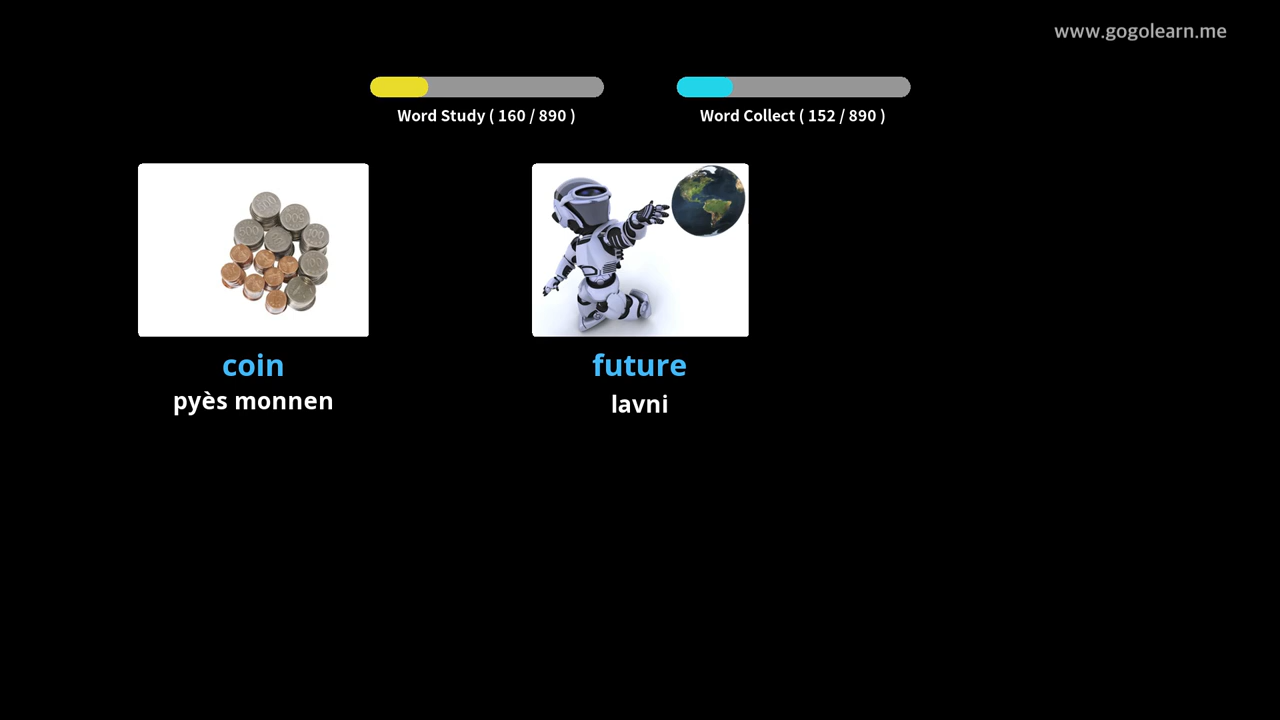 www.gogolearn.me
Word Study ( 160 / 890 )
Word Collect ( 152 / 890 )
coin
pyès monnen
future
lavni